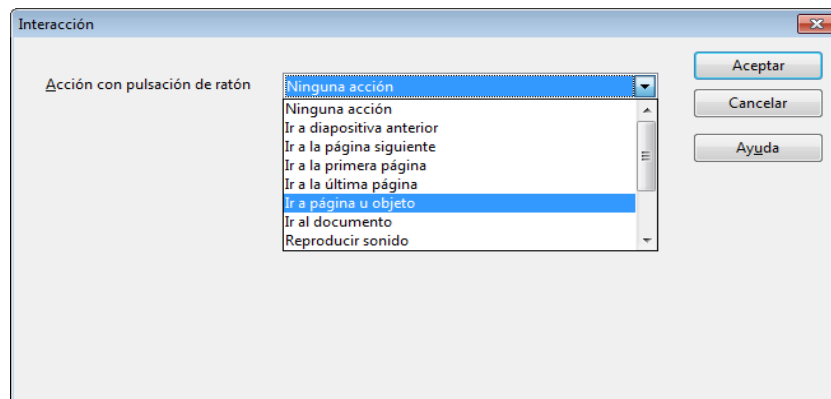 Interacción
Acción con pulsación de ratón
Ninguna acción
Aceptar
Cancelar
Ayuda
Ninguna acción
Ir a diapositiva anterior
Ir a la página siguiente
Ir a la primera página
Ir a la última página
Ir a página u objeto
Ir al documento
Reproducir sonido